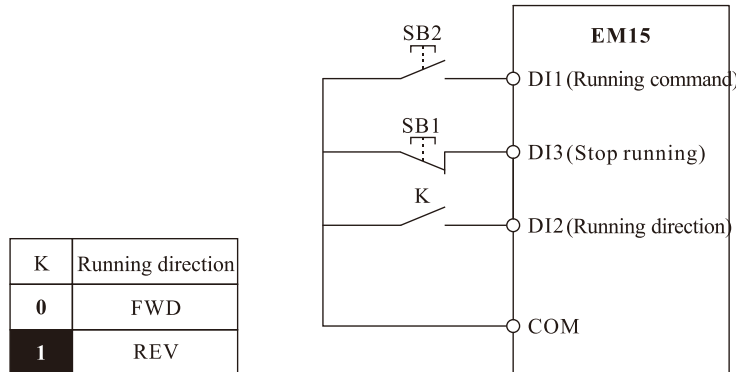 SB2
EM15
DI1(Running command)
SB1
DI3(Stop running)
K
DI2(Running direction)
COM
K Running direction
0 FWD
1 REV